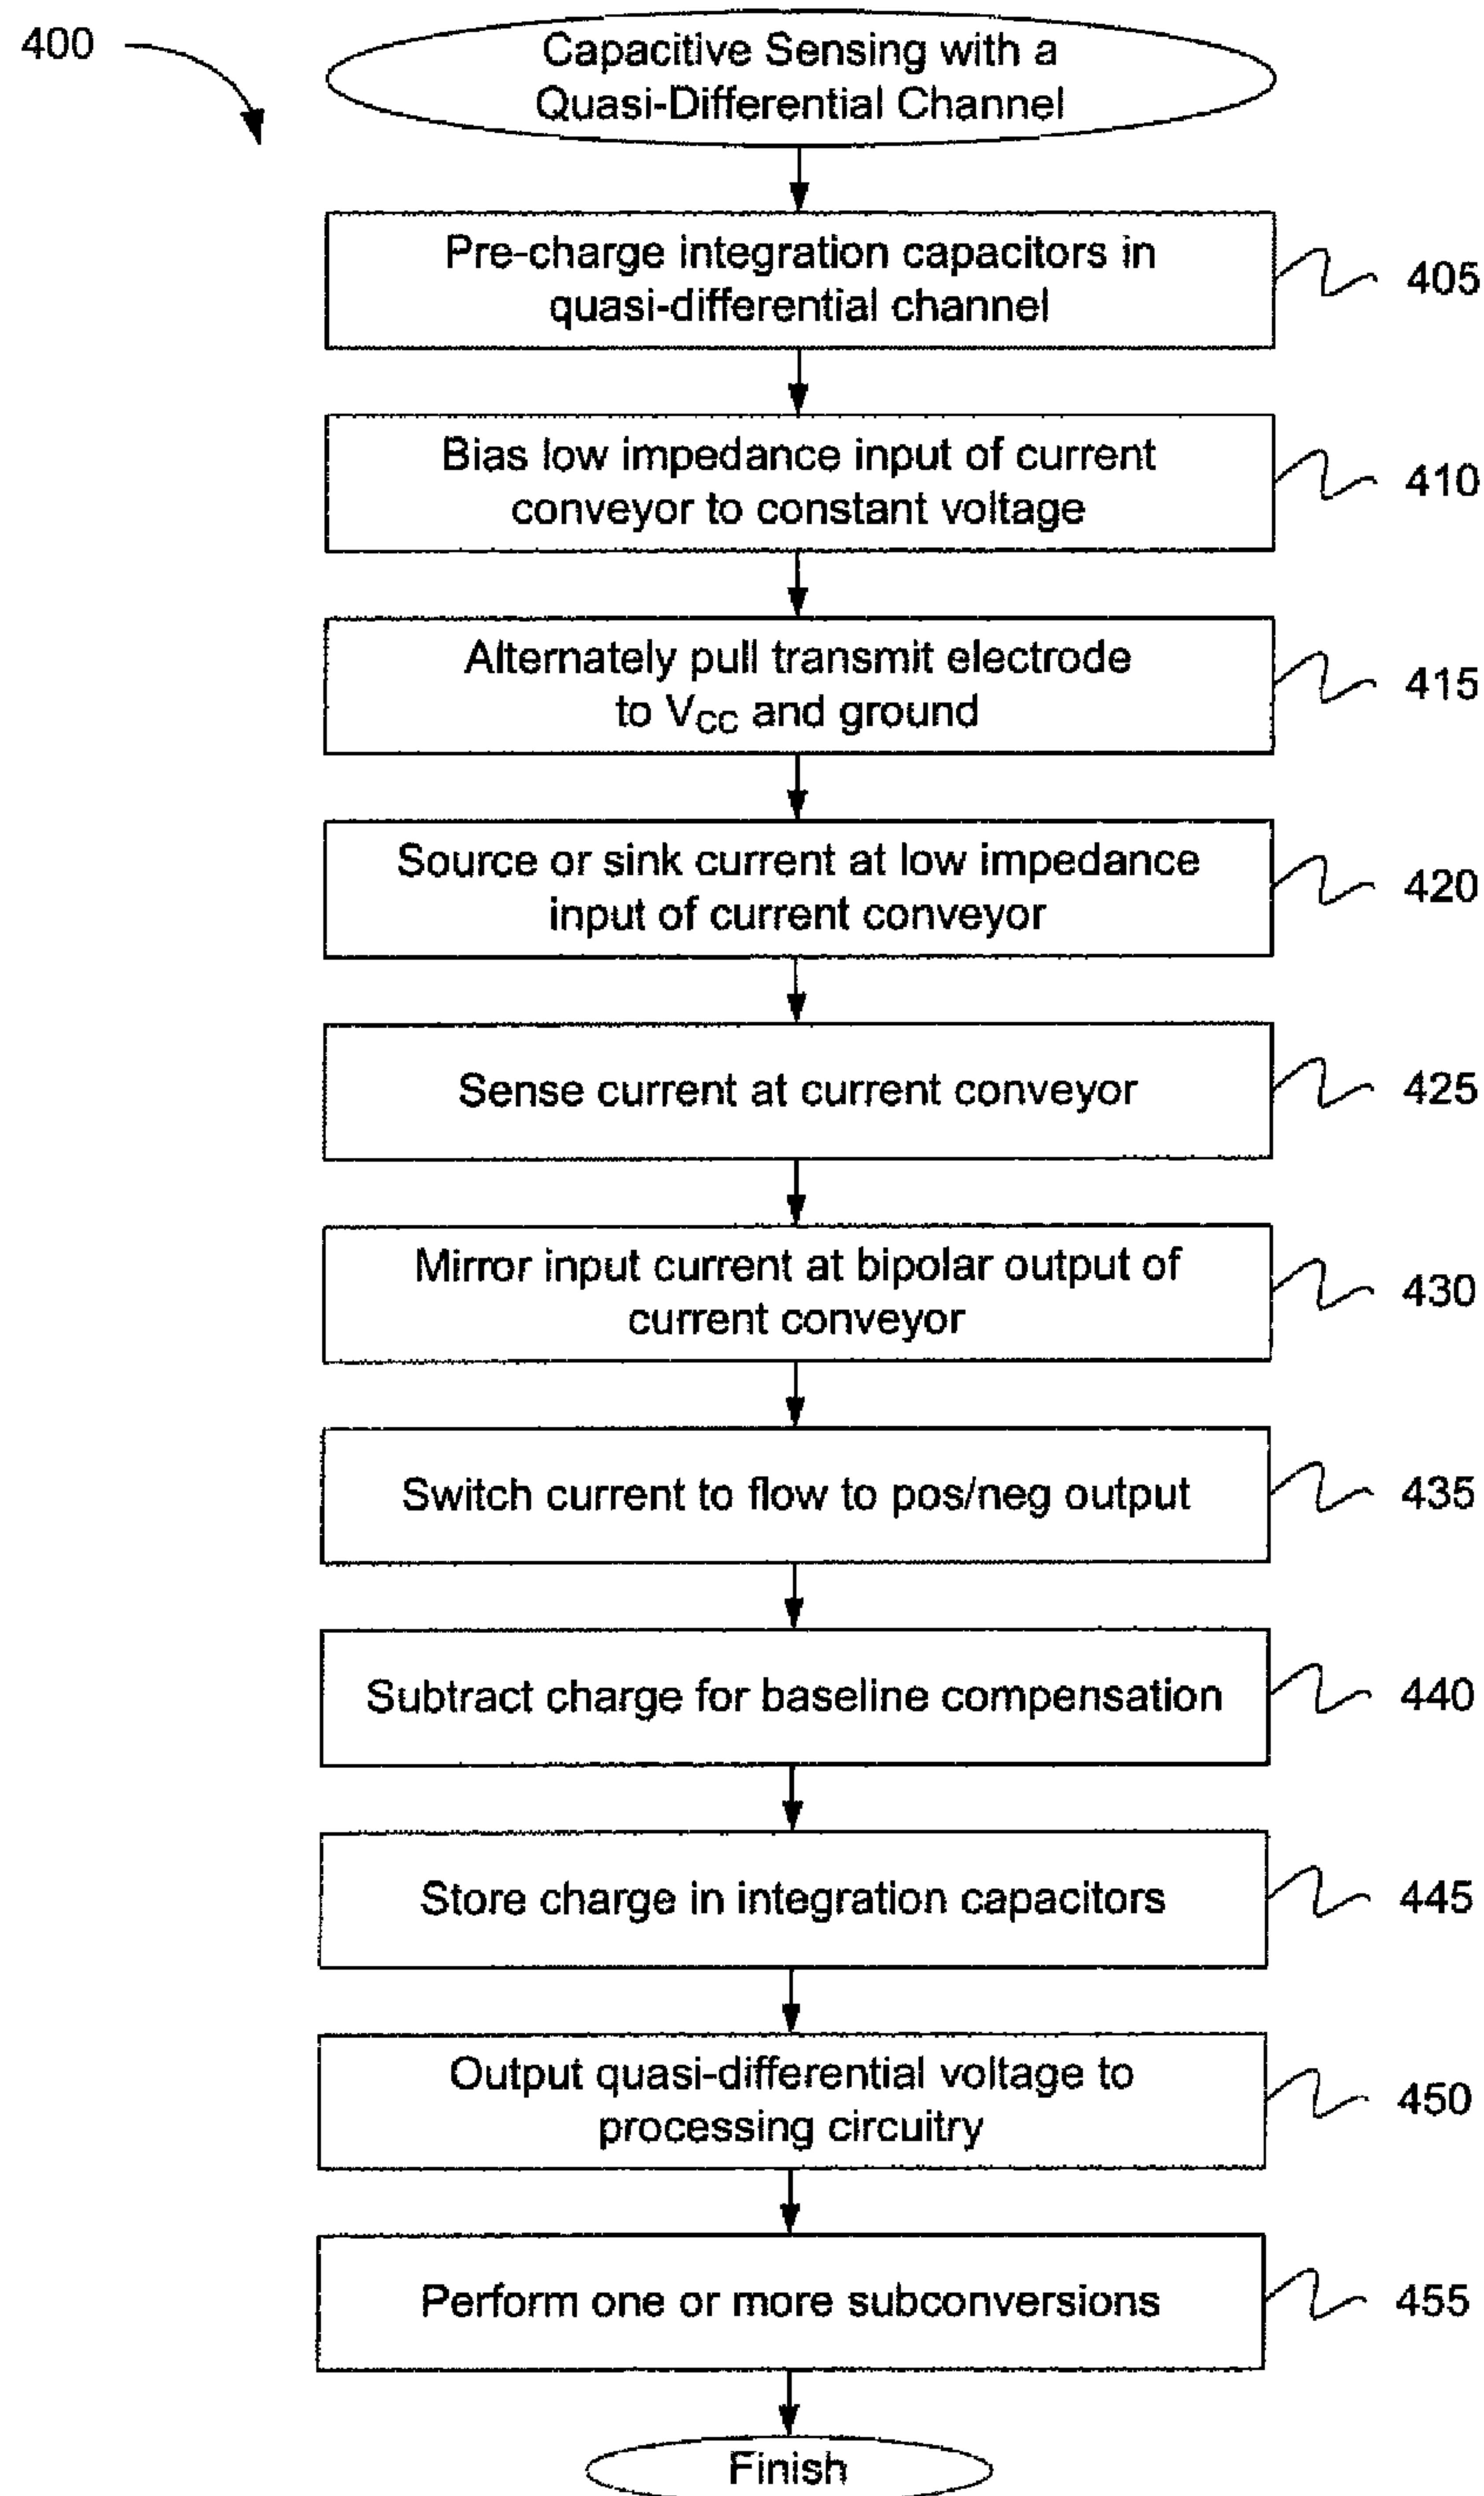 400
Capacitive Sensing with a
Quasi-Differential Channel
Pre-charge integration capacitors in
quasi-differential channel
405
Bias low impedance input of current
conveyor to constant voltage
410
Alternately pull transmit electrode
to VCC and ground
415
Source or sink current at low impedance
input of current conveyor
420
Sense current at current conveyor
425
Mirror input current at bipolar output of
current conveyor
430
Switch current to flow to pos/neg output
435
Subtract charge for baseline compensation
440
Store charge in integration capacitors
445
Output quasi-differential voltage to
processing circuitry
450
Perform one or more subconversions
455
Finish